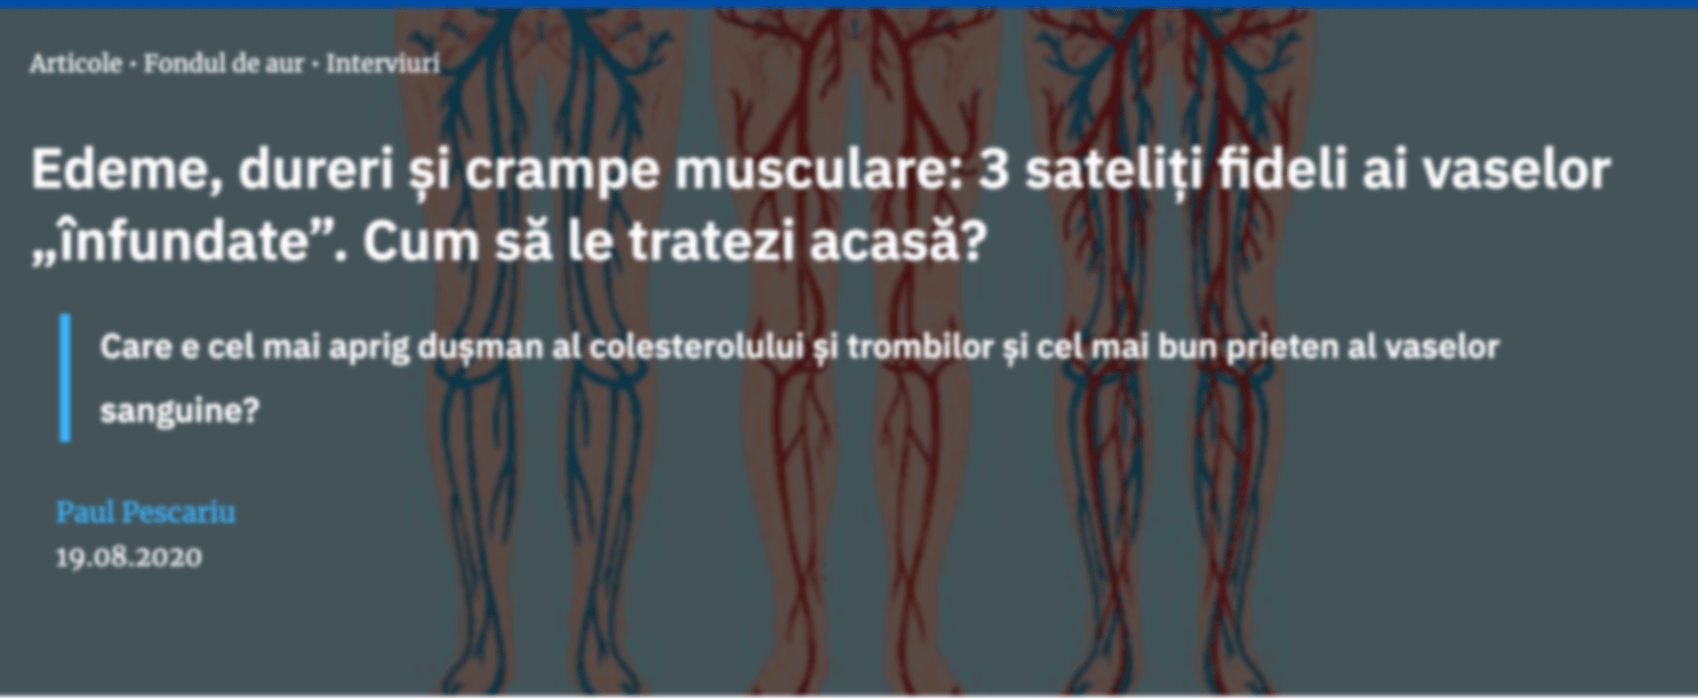 Articole • Fondul de aur • Interviuri
Edeme, dureri și crampe musculare: 3 sateliți fideli ai vaselor
„înfundate”. Cum să le tratezi acasă?
Care e cel mai aprig dușman al colesterolului și trombilor și cel mai bun prieten al vaselor
sanguine?
Paul Pescariu
19.08.2020